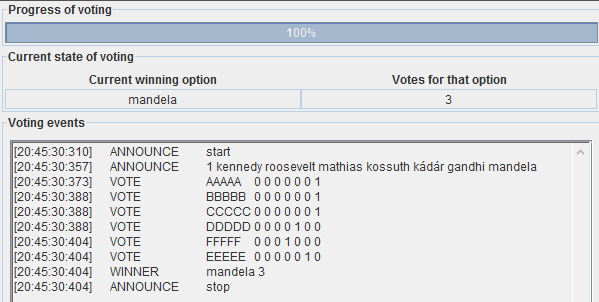 Progress of voting
100%
Current state of voting
Current winning option Votes for that option
mandela 3
Voting events
[20:45:30:310] ANNOUNCE start
[20:45:30:357] ANNOUNCE 1 kennedy roosevelt mathias kossuth kádár gandhi mandela
[20:45:30:373] VOTE AAAAA 0 0 0 0 0 0 1
[20:45:30:388] VOTE BBBBB 0 0 0 0 0 0 1
[20:45:30:388] VOTE CCCCC 0 0 0 0 0 0 1
[20:45:30:388] VOTE DDDDD 0 0 0 0 1 0 0
[20:45:30:404] VOTE FFFFF 0 0 0 1 0 0 0
[20:45:30:404] VOTE EEEEE 0 0 0 0 0 1 0
[20:45:30:404] WINNER mandela 3
[20:45:30:404] ANNOUNCE stop